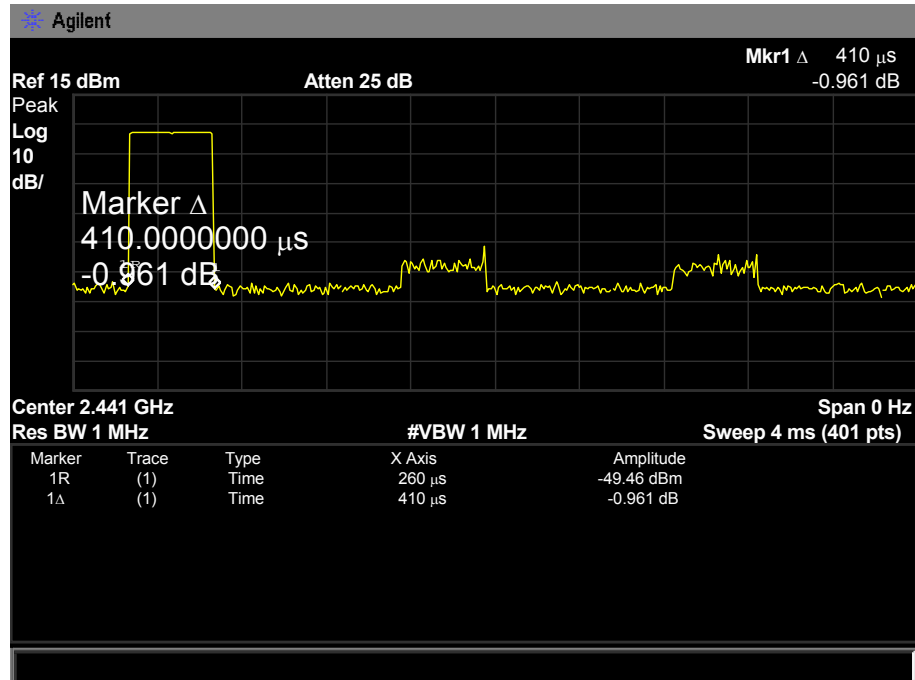 Agilent
Mkr1 Δ 410 μs
Ref 15 dBm Atten 25 dB -0.961 dB
Peak
Log
10
dB/
Marker Δ
410.0000000 μs
-0.961 dB
1R
Center 2.441 GHz Span 0 Hz
Res BW 1 MHz #VBW 1 MHz Sweep 4 ms (401 pts)
Marker Trace Type X Axis Amplitude
1R (1) Time 260 μs -49.46 dBm
1Δ (1) Time 410 μs -0.961 dB